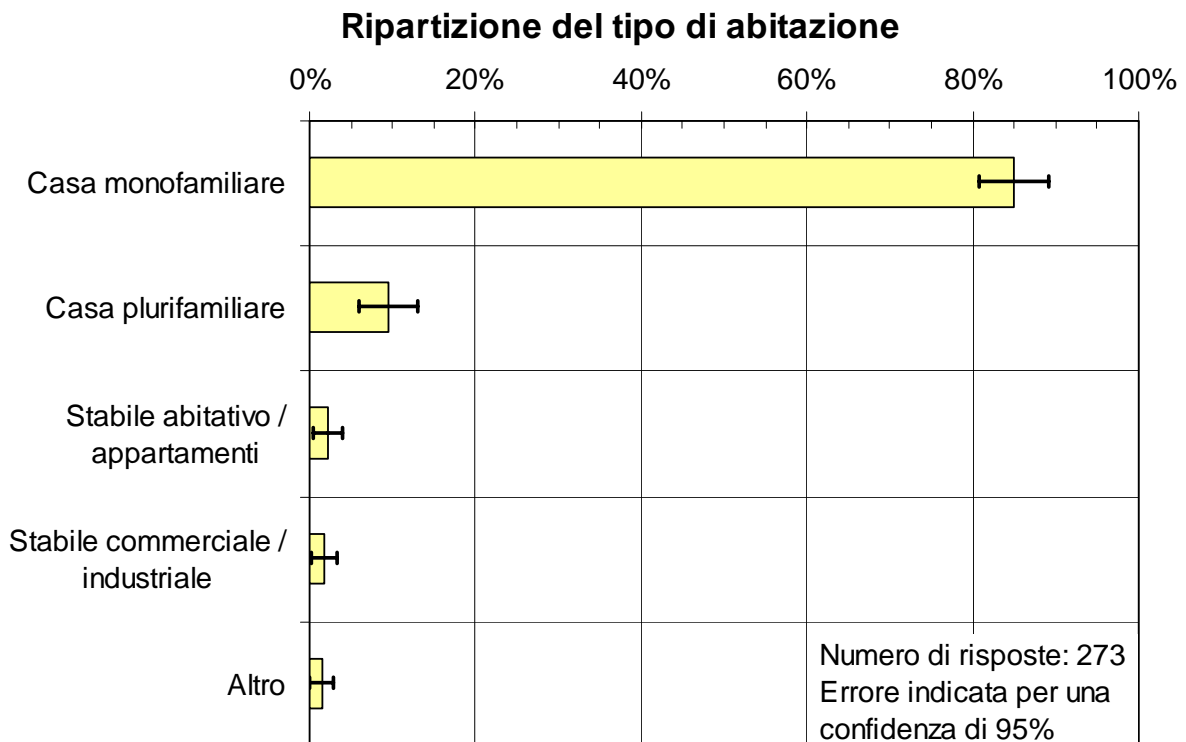 Ripartizione del tipo di abitazione
0% 20% 40% 60% 80% 100%
Casa monofamiliare
Casa plurifamiliare
Stabile abitativo /
appartamenti
Stabile commerciale /
industriale
Altro
Numero di risposte: 273
Errore indicata per una
confidenza di 95%